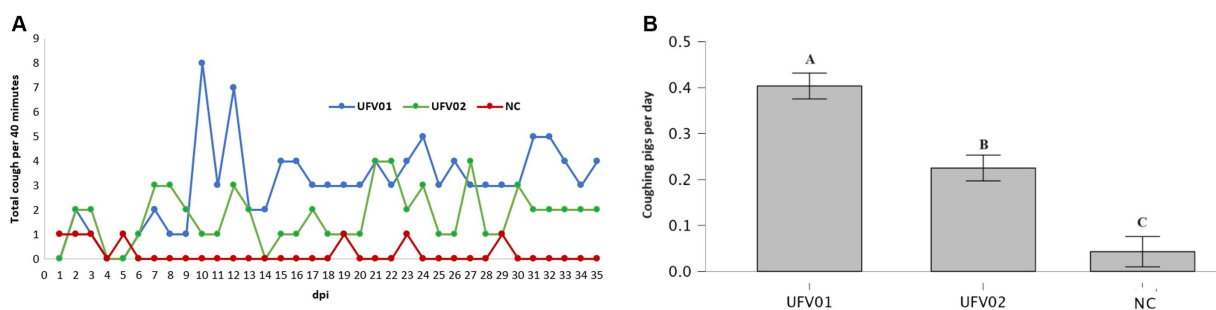 A
Total cough per 40 mimutes
9
8
7
6
5
4
3
2
1
0
UFV01 UFV02 NC
0 1 2 3 4 5 6 7 8 9 10 11 12 13 14 15 16 17 18 19 20 21 22 23 24 25 26 27 28 29 30 31 32 33 34 35
dpi
B
Coughing pigs per day
0.5
0.4
0.3
0.2
0.1
0.0
A
B
C
UFV01 UFV02 NC